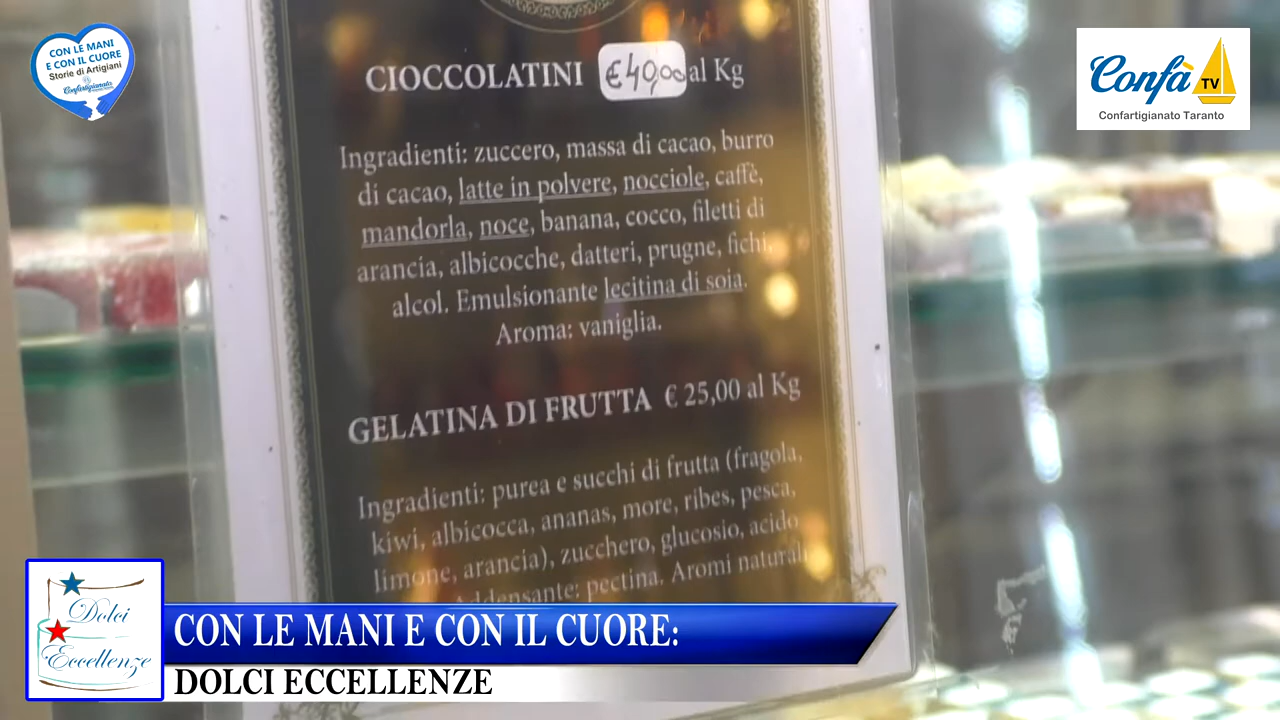 CON LE MANI
E CON IL CUORE
Storie di Artigiani
Confartigianato
Confà TV
Confartigianato Taranto
CIOCCOLATINI €40,00 al Kg
Ingredienti: zuccero, massa di cacao, burro
di cacao, latte in polvere, nocciole, caffè,
mandorla, noce, banana, cocco, filetti di
arancia, albicocche, datteri, prugne, fichi,
alcol. Emulsionante lecitina di soia.
Aroma: vaniglia.
GELATINA DI FRUTTA € 25,00 al Kg
Ingredienti: purea e succhi di frutta (fragola,
kiwi, albicocca, ananas, more, ribes, pesca,
limone, arancia), zucchero, glucosio, acido
Addensante: pectina. Aromi naturali
Dolci
Eccellenze
CON LE MANI E CON IL CUORE:
DOLCI ECCELLENZE